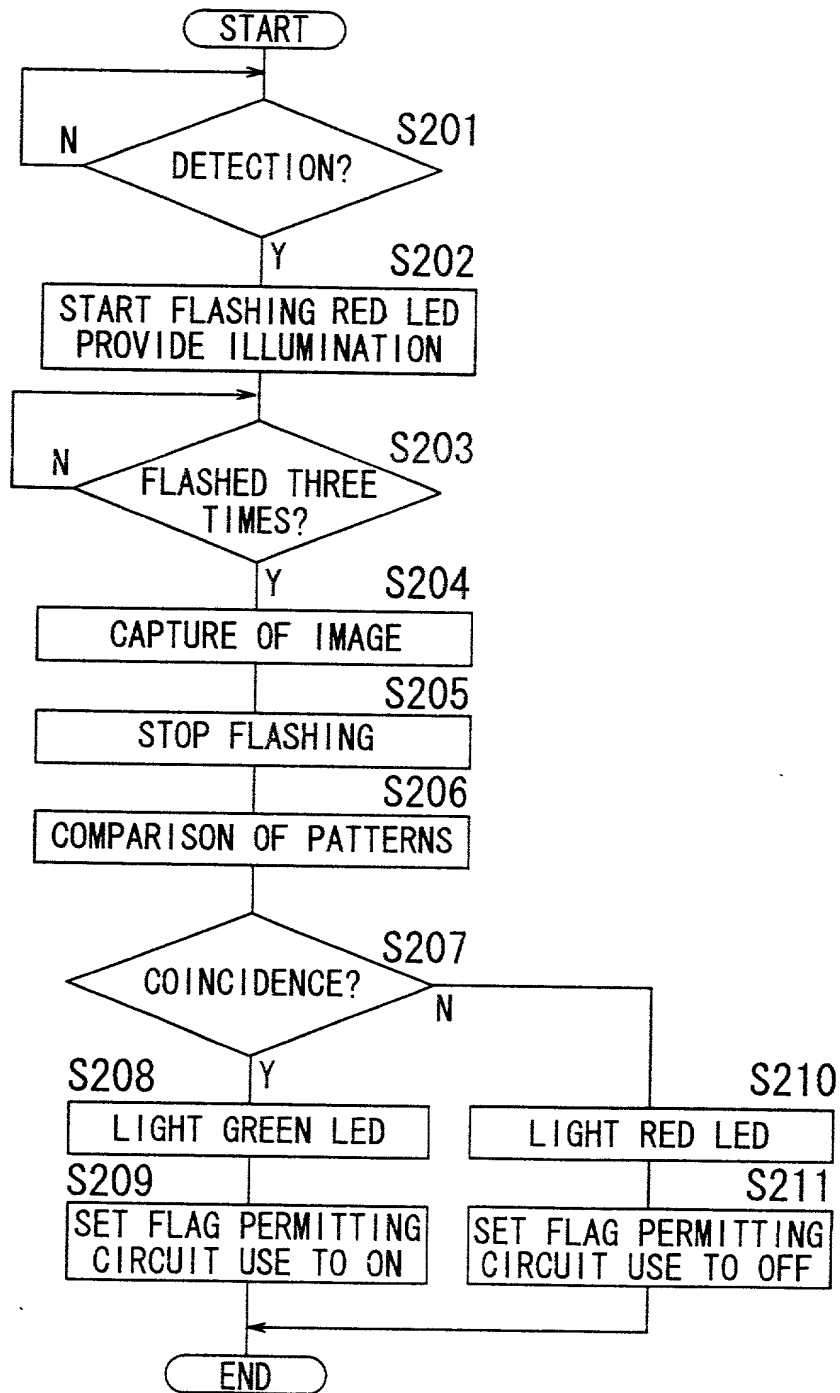 START
S201
N
DETECTION?
Y
S202
START FLASHING RED LED
PROVIDE ILLUMINATION
S203
N
FLASHED THREE
TIMES?
Y
S204
CAPTURE OF IMAGE
S205
STOP FLASHING
S206
COMPARISON OF PATTERNS
S207
COINCIDENCE?
N
Y
S208
LIGHT GREEN LED
S209
SET FLAG PERMITTING
CIRCUIT USE TO ON
S210
LIGHT RED LED
S211
SET FLAG PERMITTING
CIRCUIT USE TO OFF
END